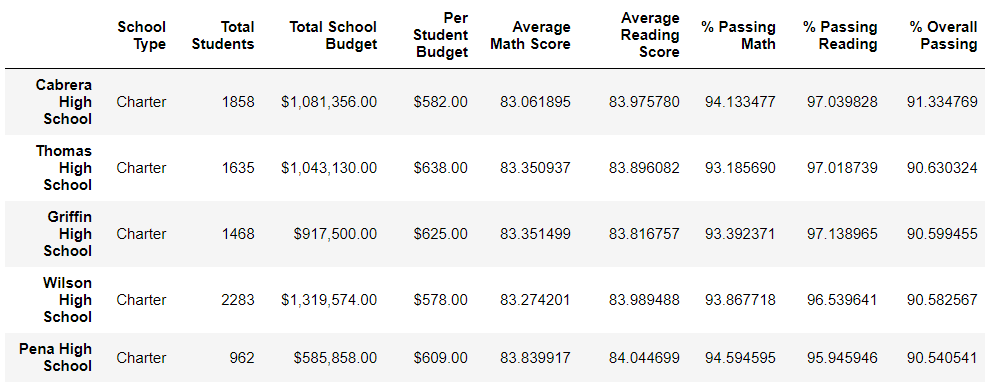 School Type Total Students Total School Budget Per Student Budget Average Math Score Average Reading Score % Passing Math % Passing Reading % Overall Passing
Cabrera High School Charter 1858 $1,081,356.00 $582.00 83.061895 83.975780 94.133477 97.039828 91.334769
Thomas High School Charter 1635 $1,043,130.00 $638.00 83.350937 83.896082 93.185690 97.018739 90.630324
Griffin High School Charter 1468 $917,500.00 $625.00 83.351499 83.816757 93.392371 97.138965 90.599455
Wilson High School Charter 2283 $1,319,574.00 $578.00 83.274201 83.989488 93.867718 96.539641 90.582567
Pena High School Charter 962 $585,858.00 $609.00 83.839917 84.044699 94.594595 95.945946 90.540541